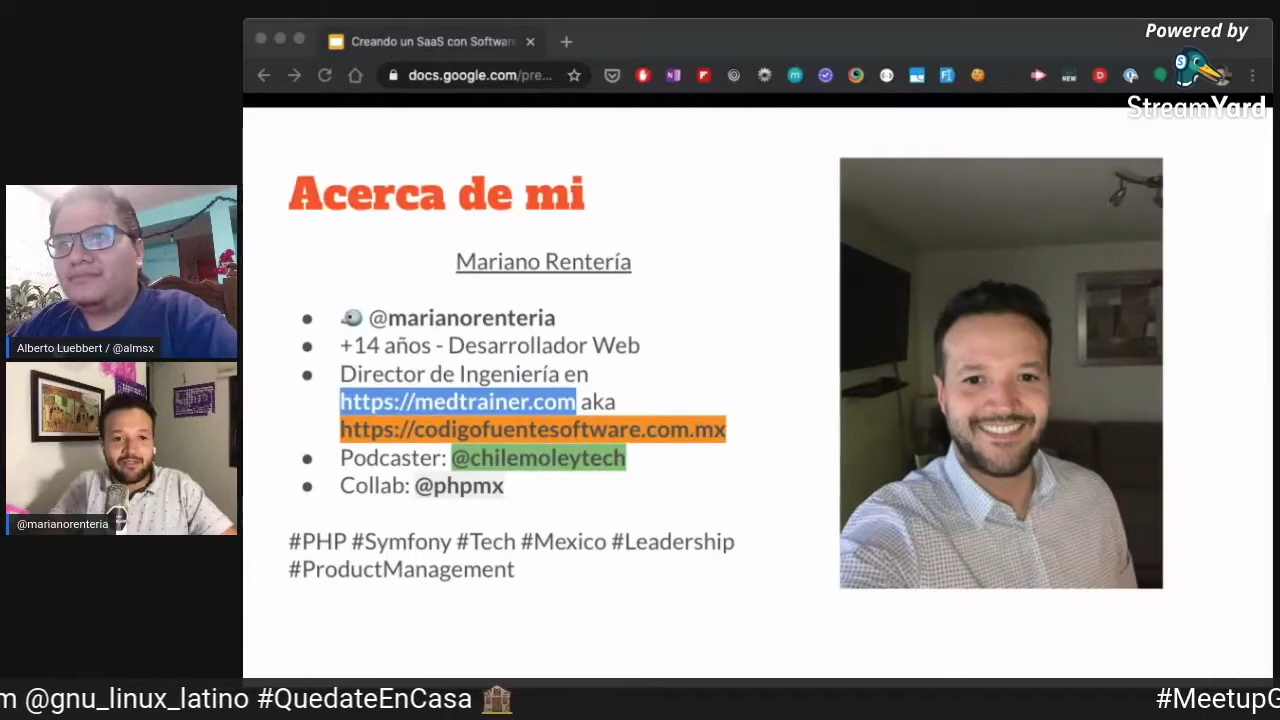 Creando un SaaS con Softwar
docs.google.com/pre...
Powered by
StreamYard
NEW
Acerca de mi
Mariano Rentería
@marianorenteria
+14 años - Desarrollador Web
Director de Ingeniería en
https://medtrainer.com aka
https://codigofuentesoftware.com.mx
Podcaster: @chilemoleytech
Collab: @phpmx
#PHP #Symfony #Tech #Mexico #Leadership
#ProductManagement
Alberto Luebbert / @almsx
@marianorenteria
m @gnu_linux_latino #QuedateEnCasa
#MeetupG